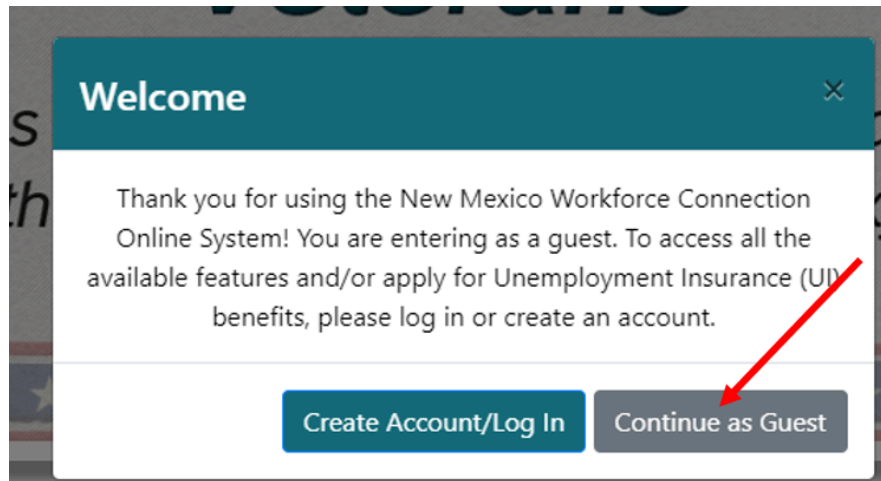 Veterans
Welcome
×
s
th
Thank you for using the New Mexico Workforce Connection
Online System! You are entering as a guest. To access all the
available features and/or apply for Unemployment Insurance (UI)
benefits, please log in or create an account.
Create Account/Log In
Continue as Guest